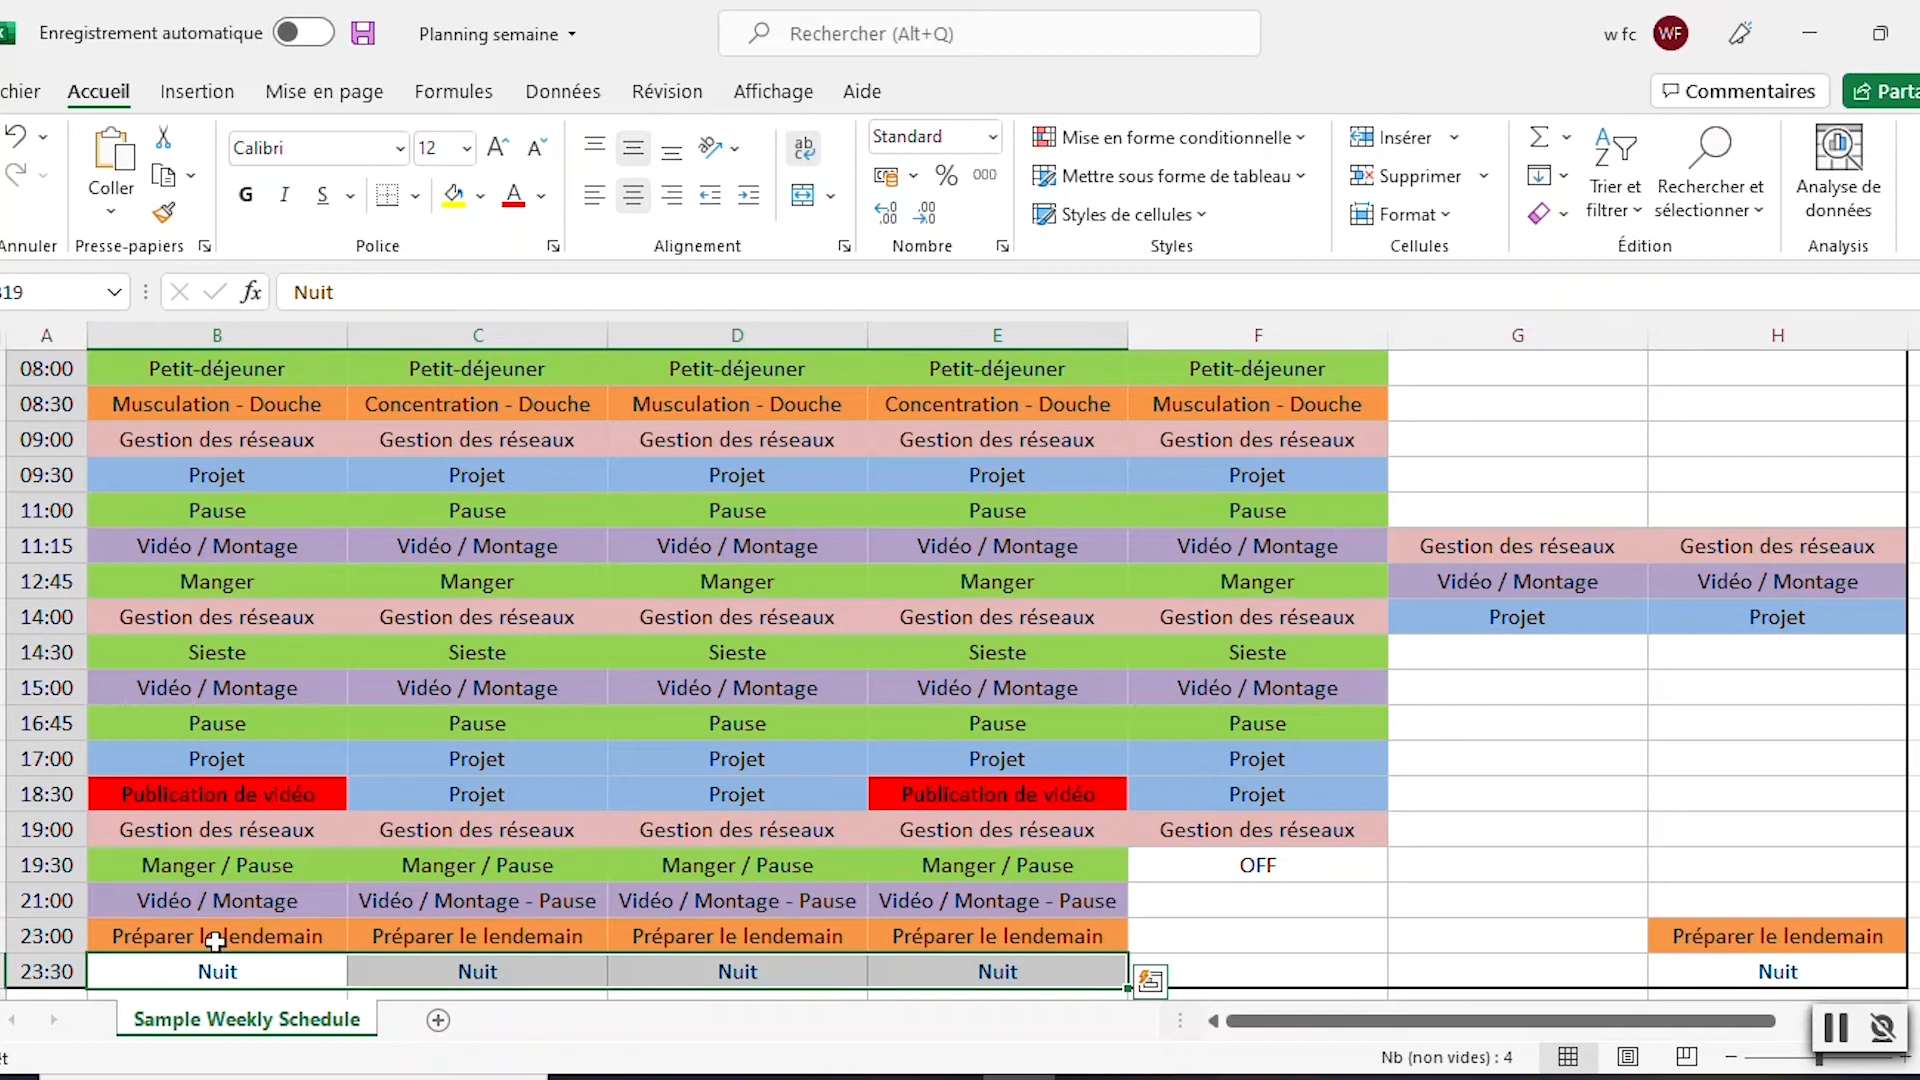 Enregistrement automatique Planning semaine Rechercher (Alt+Q) w fc WF
chier Accueil Insertion Mise en page Formules Données Révision Affichage Aide Commentaires Parta
Calibri 12 Standard Mise en forme conditionnelle Insérer
Coller G I S A % 000 Mettre sous forme de tableau Supprimer Trier et filtrer Rechercher et sélectionner Analyse de données
Styles de cellules Format
Annuler Presse-papiers Police Alignement Nombre Styles Cellules Édition Analysis
B19 fx Nuit
A B C D E F G H
08:00 Petit-déjeuner Petit-déjeuner Petit-déjeuner Petit-déjeuner Petit-déjeuner
08:30 Musculation - Douche Concentration - Douche Musculation - Douche Concentration - Douche Musculation - Douche
09:00 Gestion des réseaux Gestion des réseaux Gestion des réseaux Gestion des réseaux Gestion des réseaux
09:30 Projet Projet Projet Projet Projet
11:00 Pause Pause Pause Pause Pause
11:15 Vidéo / Montage Vidéo / Montage Vidéo / Montage Vidéo / Montage Vidéo / Montage Gestion des réseaux Gestion des réseaux
12:45 Manger Manger Manger Manger Manger Vidéo / Montage Vidéo / Montage
14:00 Gestion des réseaux Gestion des réseaux Gestion des réseaux Gestion des réseaux Gestion des réseaux Projet Projet
14:30 Sieste Sieste Sieste Sieste Sieste
15:00 Vidéo / Montage Vidéo / Montage Vidéo / Montage Vidéo / Montage Vidéo / Montage
16:45 Pause Pause Pause Pause Pause
17:00 Projet Projet Projet Projet Projet
18:30 Publication de vidéo Projet Projet Publication de vidéo Projet
19:00 Gestion des réseaux Gestion des réseaux Gestion des réseaux Gestion des réseaux Gestion des réseaux
19:30 Manger / Pause Manger / Pause Manger / Pause Manger / Pause OFF
21:00 Vidéo / Montage Vidéo / Montage - Pause Vidéo / Montage - Pause Vidéo / Montage - Pause
23:00 Préparer le lendemain Préparer le lendemain Préparer le lendemain Préparer le lendemain Préparer le lendemain
23:30 Nuit Nuit Nuit Nuit Nuit
Sample Weekly Schedule
Nb (non vides) : 4